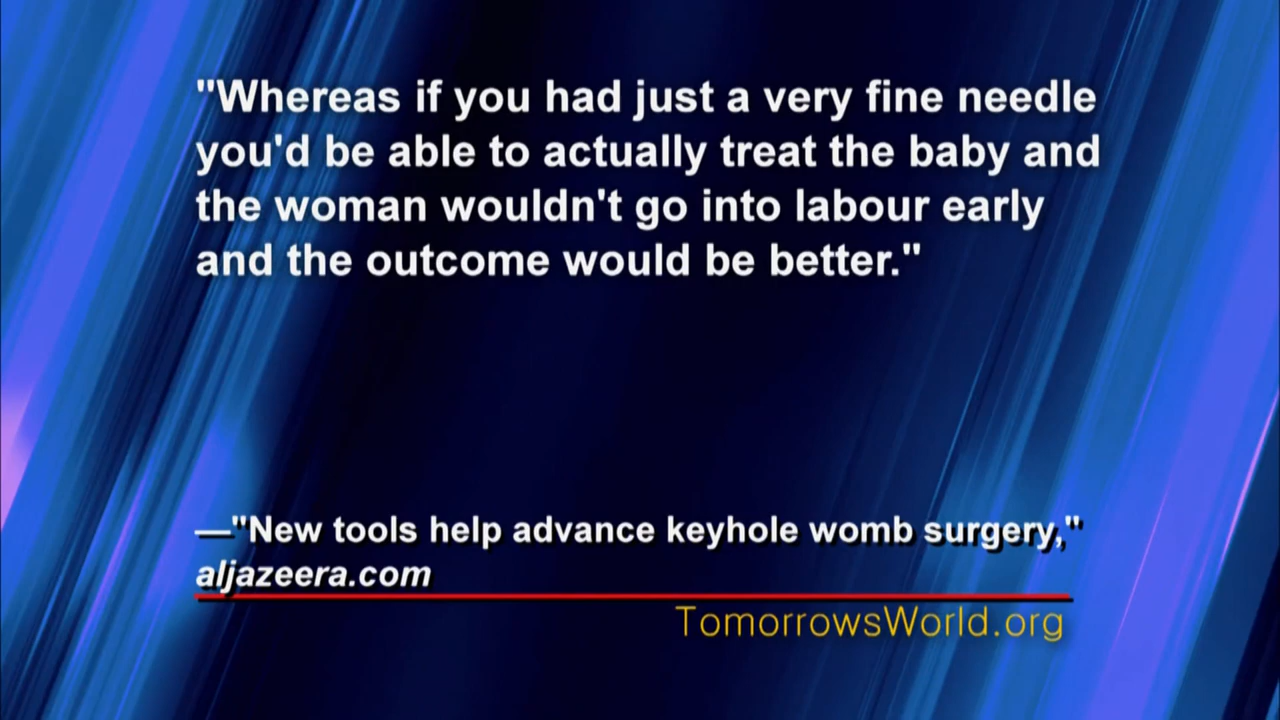 "Whereas if you had just a very fine needle
you'd be able to actually treat the baby and
the woman wouldn't go into labour early
and the outcome would be better."
—"New tools help advance keyhole womb surgery,"
aljazeera.com
TomorrowsWorld.org